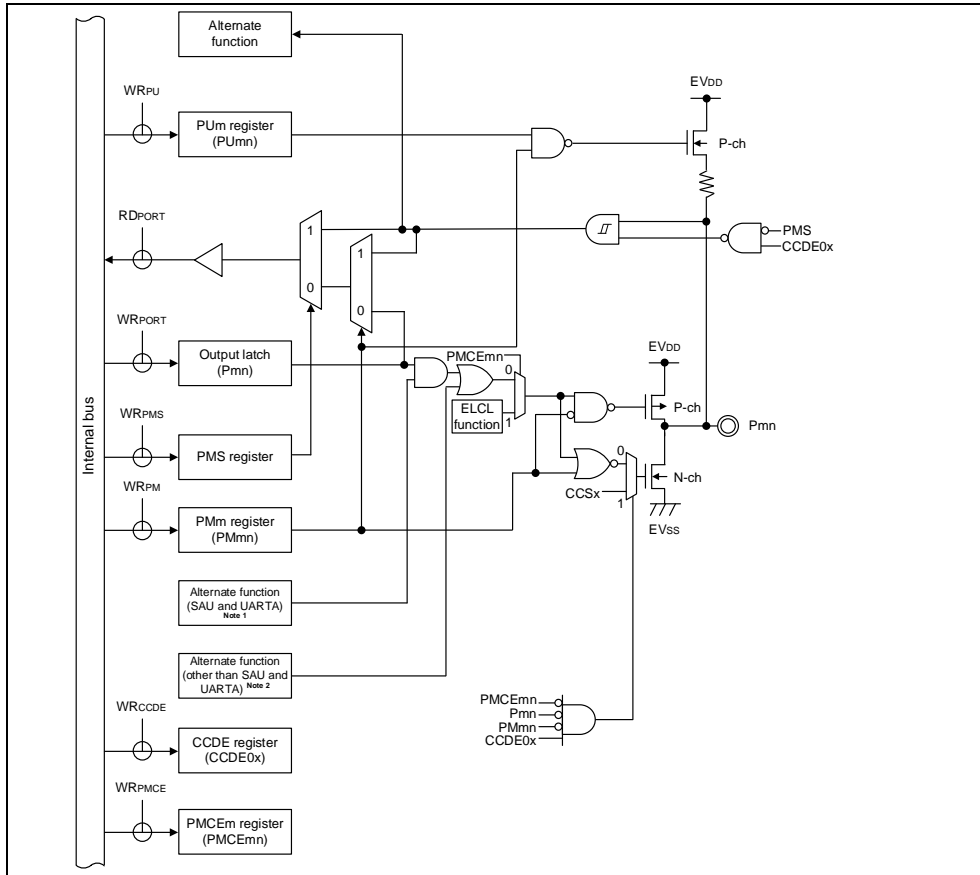 Alternate
function
WRPU
EVDD
PUm register
(PUmn)
P-ch
RDPORT
1
PMS
CCDE0x
1
0
0
WRPORT
Output latch
(Pmn)
PMCEmn
0
EVDD
ELCL
function
1
P-ch
Pmn
Internal bus
WRPMS
PMS register
0
N-ch
CCSx
1
WRPM
EVSS
PMm register
(PMmn)
Alternate function
(SAU and UARTA)
Note 1
Alternate function
(other than SAU and
UARTA) Note 2
PMCEmn
Pmn
PMmn
CCDE0x
WRCCDE
CCDE register
(CCDE0x)
WRPMCE
PMCEm register
(PMCEmn)